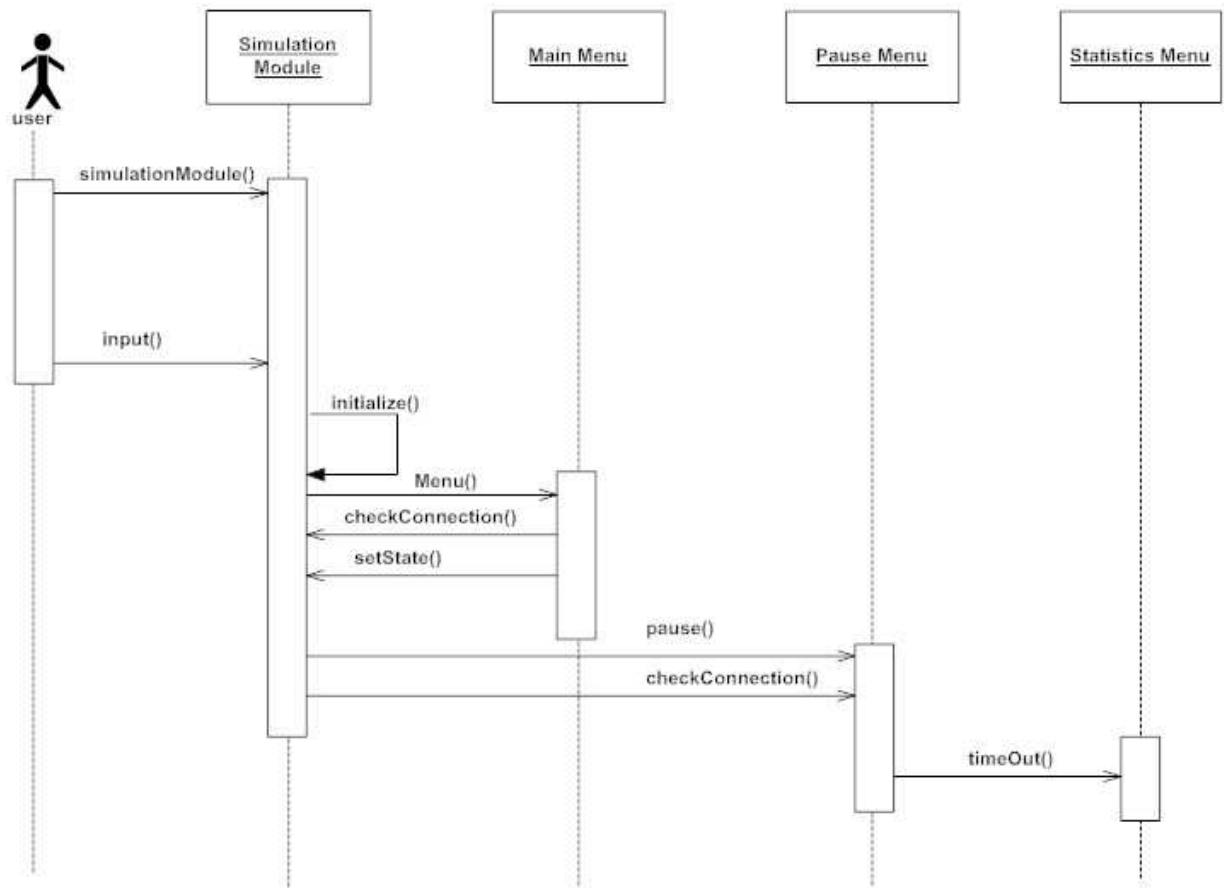 Simulation
Module
Main Menu
Pause Menu
Statistics Menu
user
simulationModule()
input()
initialize()
Menu()
checkConnection()
setState()
pause()
checkConnection()
timeOut()